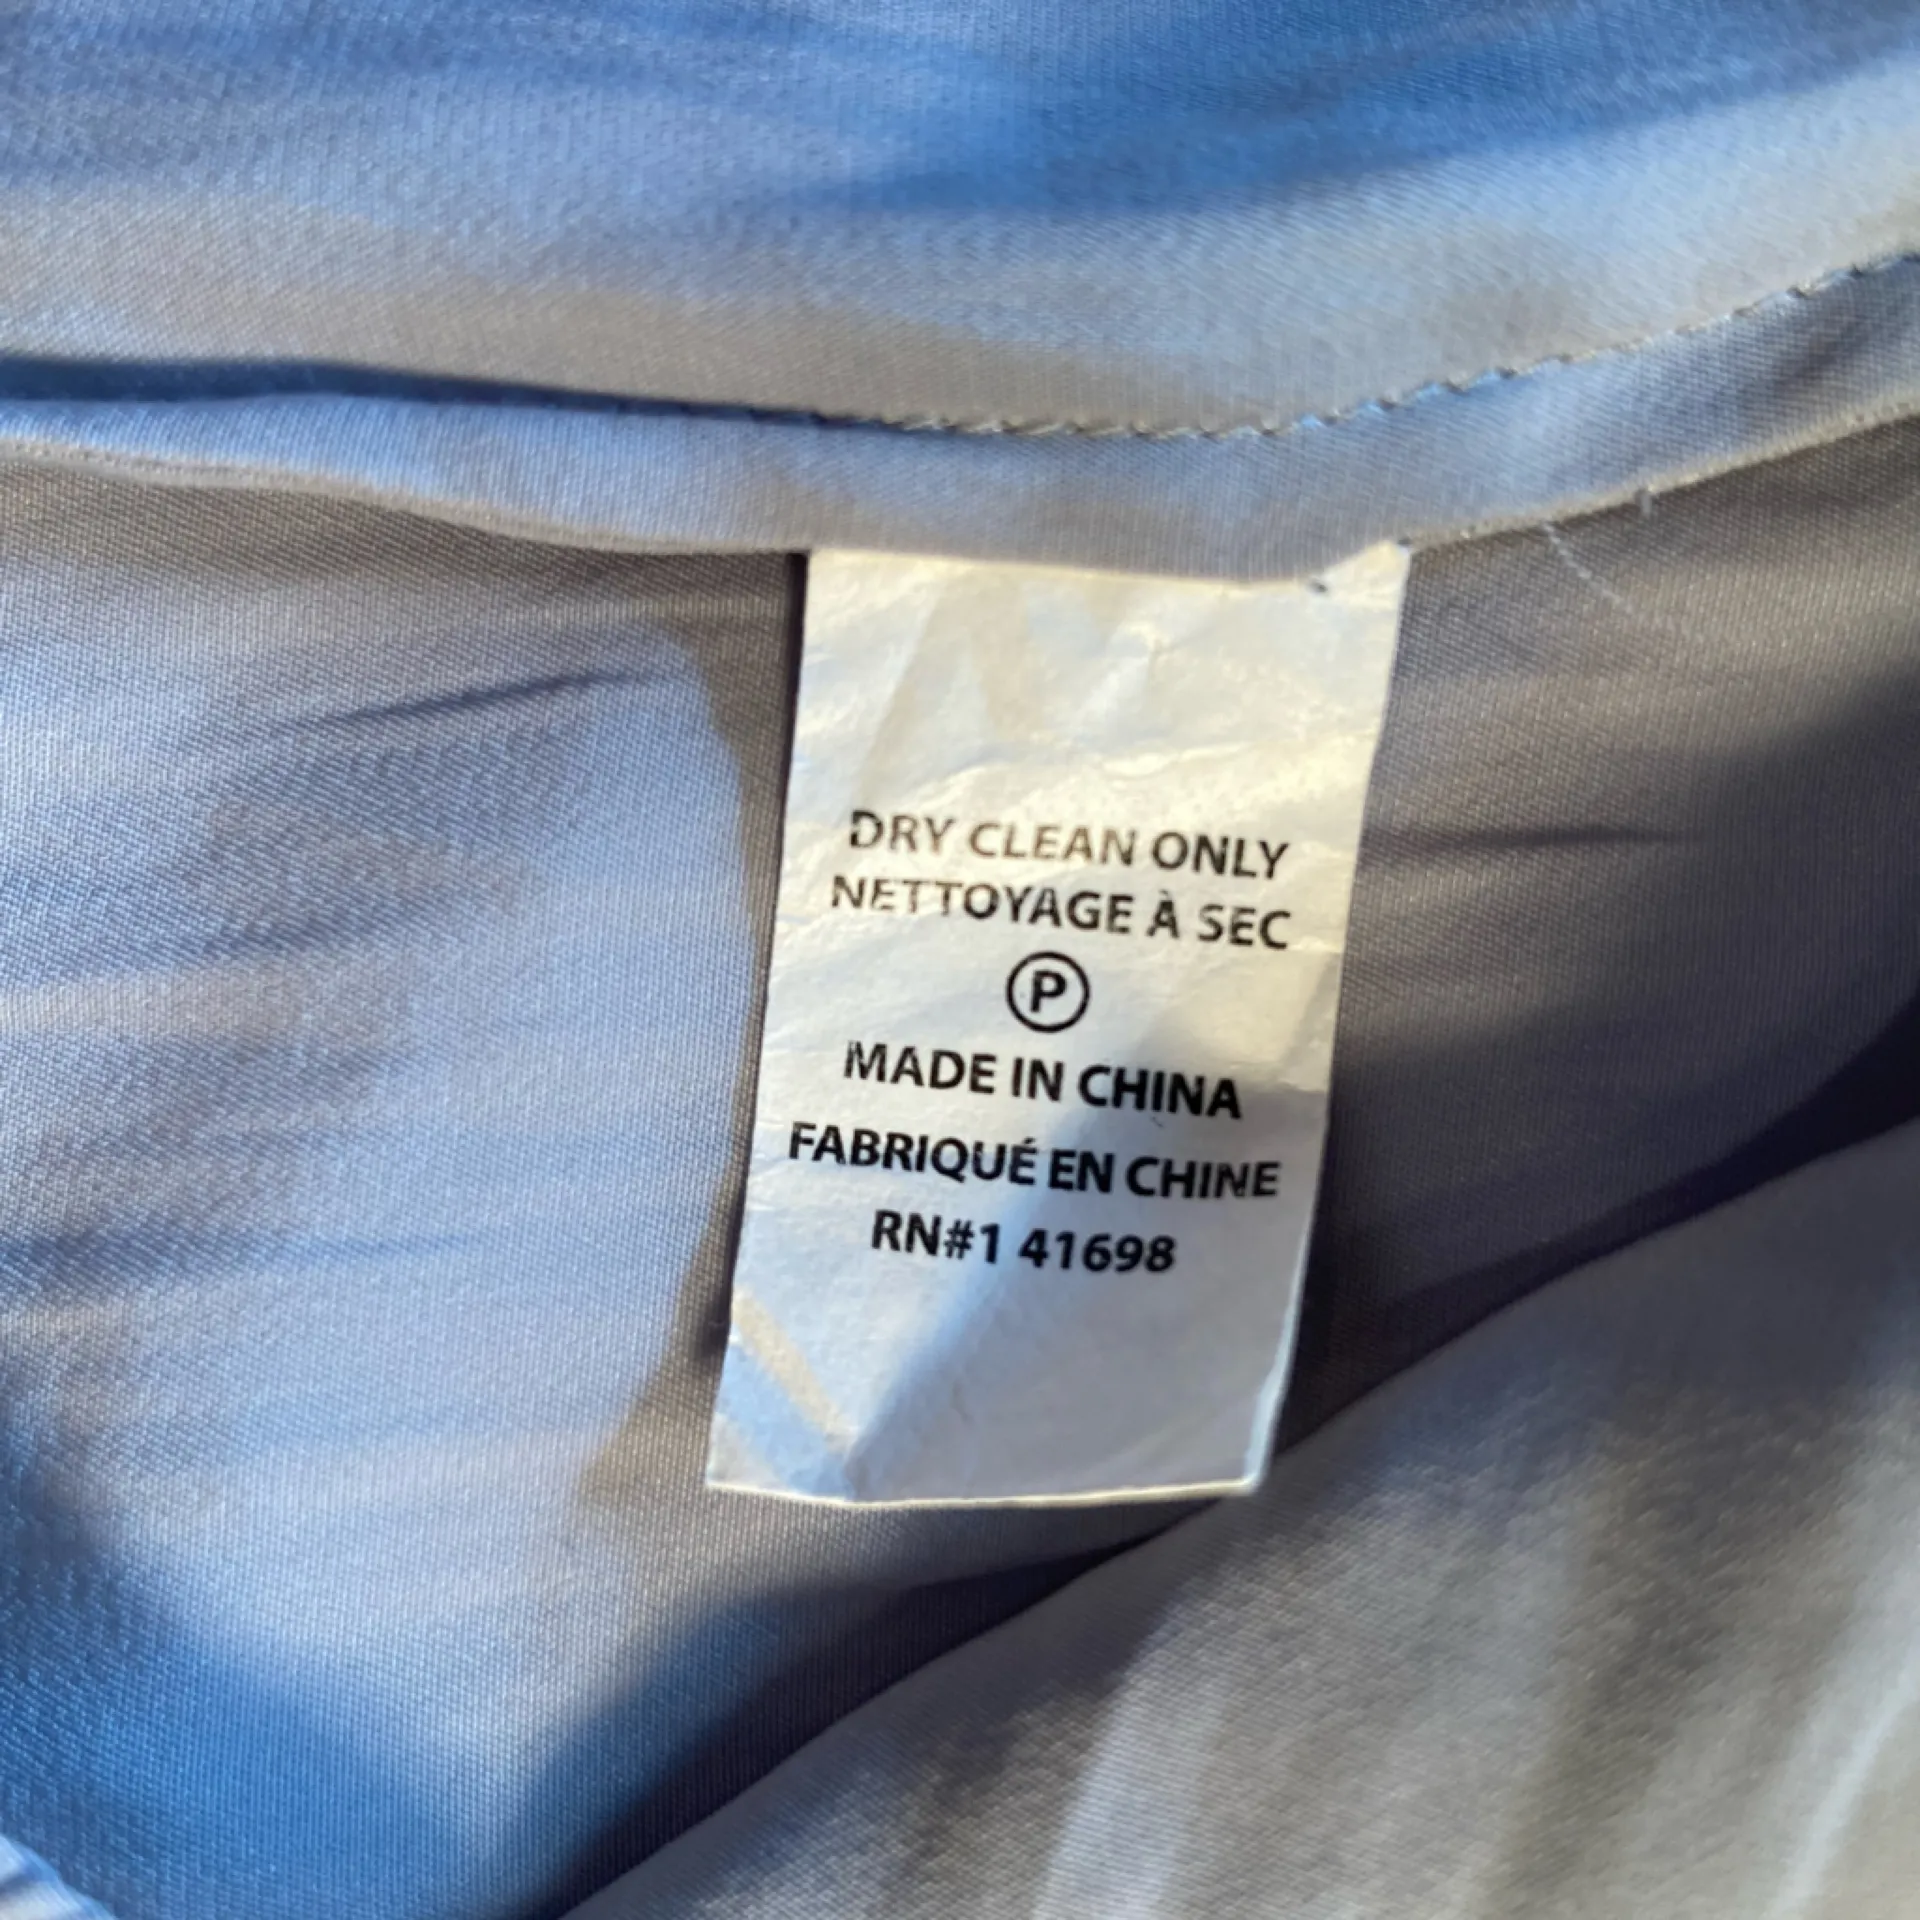 DRY CLEAN ONLY
NETTOYAGE À SEC
P
MADE IN CHINA
FABRIQUÉ EN CHINE
RN#1 41698